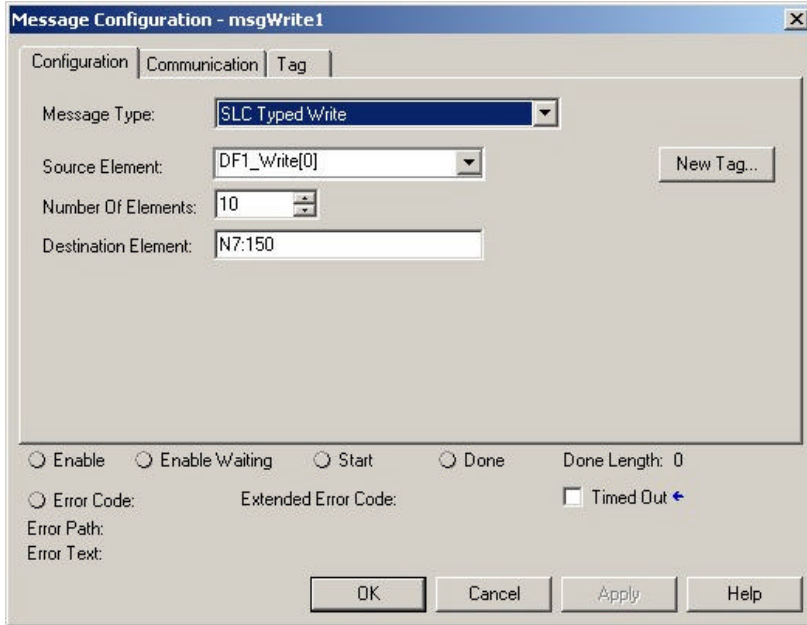 Message Configuration - msgWrite1
Configuration Communication Tag
Message Type: SLC Typed Write
Source Element: DF1_Write[0] New Tag...
Number Of Elements: 10
Destination Element: N7:150
Enable Enable Waiting Start Done Done Length: 0
Error Code: Extended Error Code: Timed Out
Error Path:
Error Text:
OK Cancel Apply Help